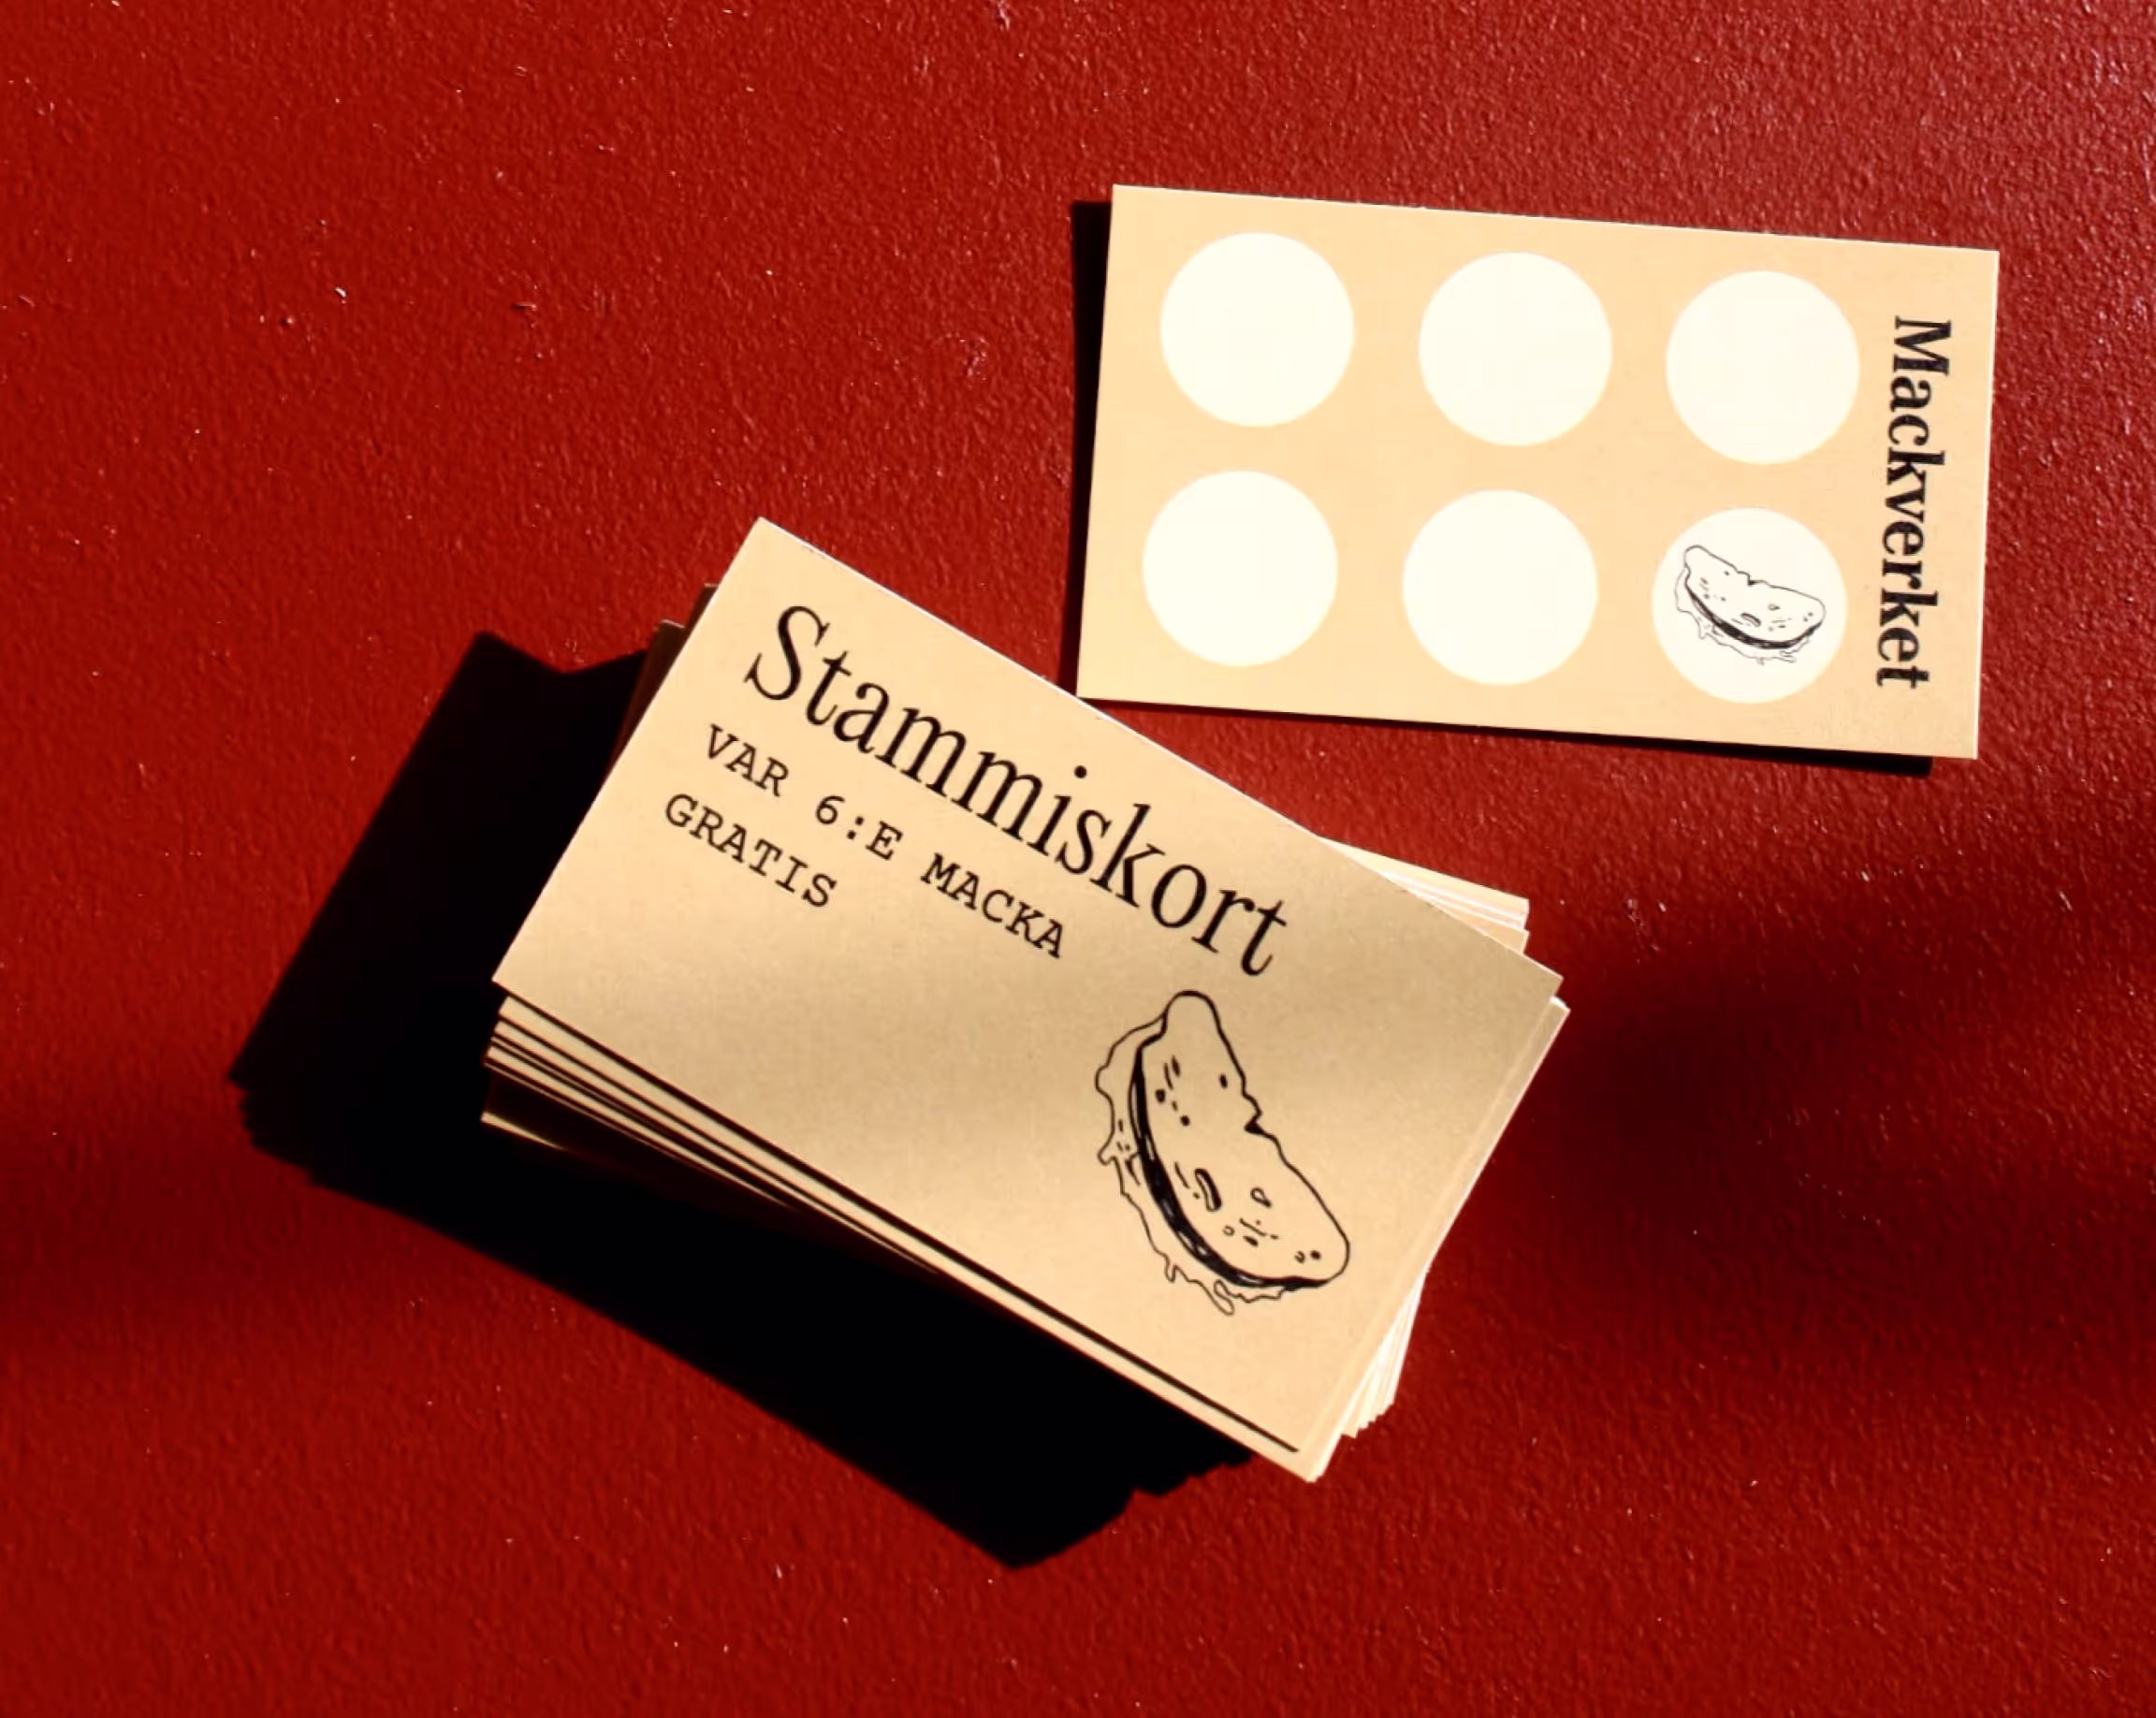 Mackverket
Stammiskort
VAR 6:E MACKA
GRATIS